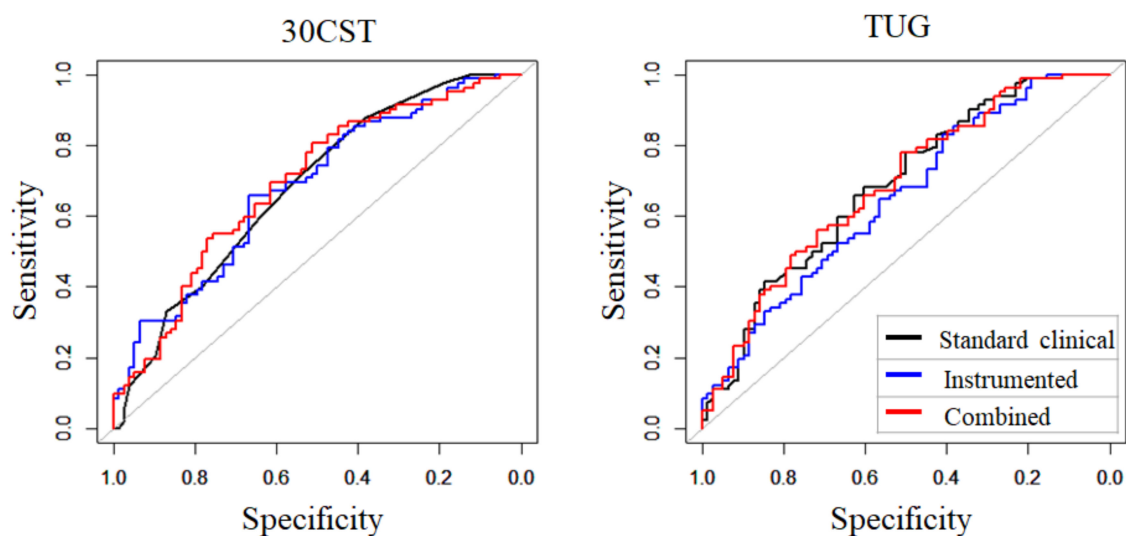 30CST
TUG
Sensitivity
0.0 0.2 0.4 0.6 0.8 1.0
1.0 0.8 0.6 0.4 0.2 0.0
Specificity
Sensitivity
0.0 0.2 0.4 0.6 0.8 1.0
1.0 0.8 0.6 0.4 0.2 0.0
Specificity
Standard clinical
Instrumented
Combined